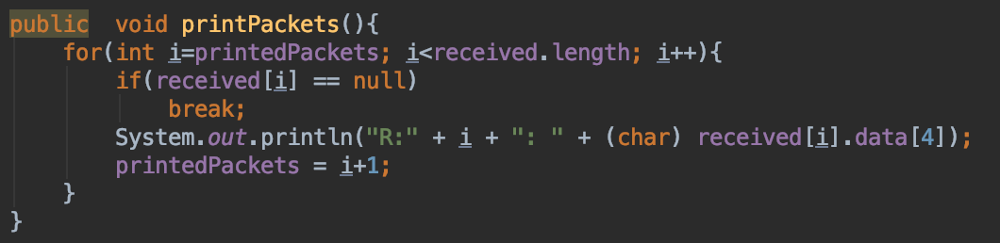 public  void printPackets(){
    for(int i=printedPackets; i<received.length; i++){
        if(received[i] == null)
            break;
        System.out.println("R:" + i + ": " + (char) received[i].data[4]);
        printedPackets = i+1;
    }
}